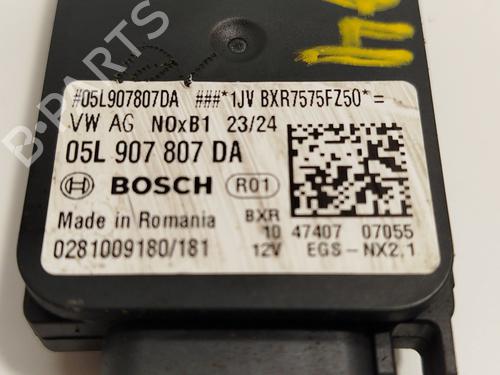 B-PARTS
#05L907807DA ###*1JV BXR7575FZ50*=
VW AG NOxB1 23/24
05L 907 807 DA
BOSCH R01
Made in Romania BXR
10 47407 07055
0281009180/181 12V EGS-NX2.1